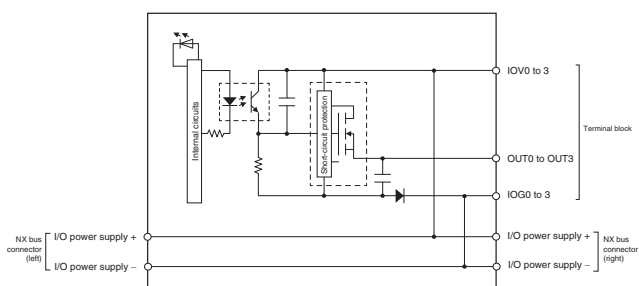 IOV0 to 3
Internal circuits
Short-circuit protection
Terminal block
OUT0 to OUT3
IOG0 to 3
NX bus
connector
(left)
I/O power supply +
I/O power supply –
I/O power supply +
I/O power supply –
NX bus
connector
(right)